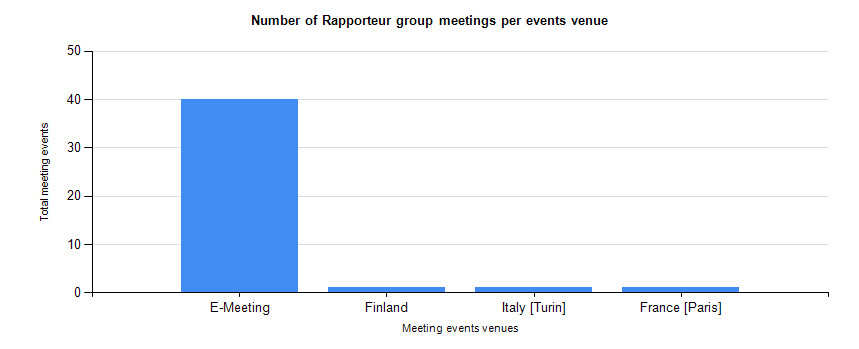 Number of Rapporteur group meetings per events venue
Total meeting events
50
40
30
20
10
0
E-Meeting Finland Italy [Turin] France [Paris]
Meeting events venues